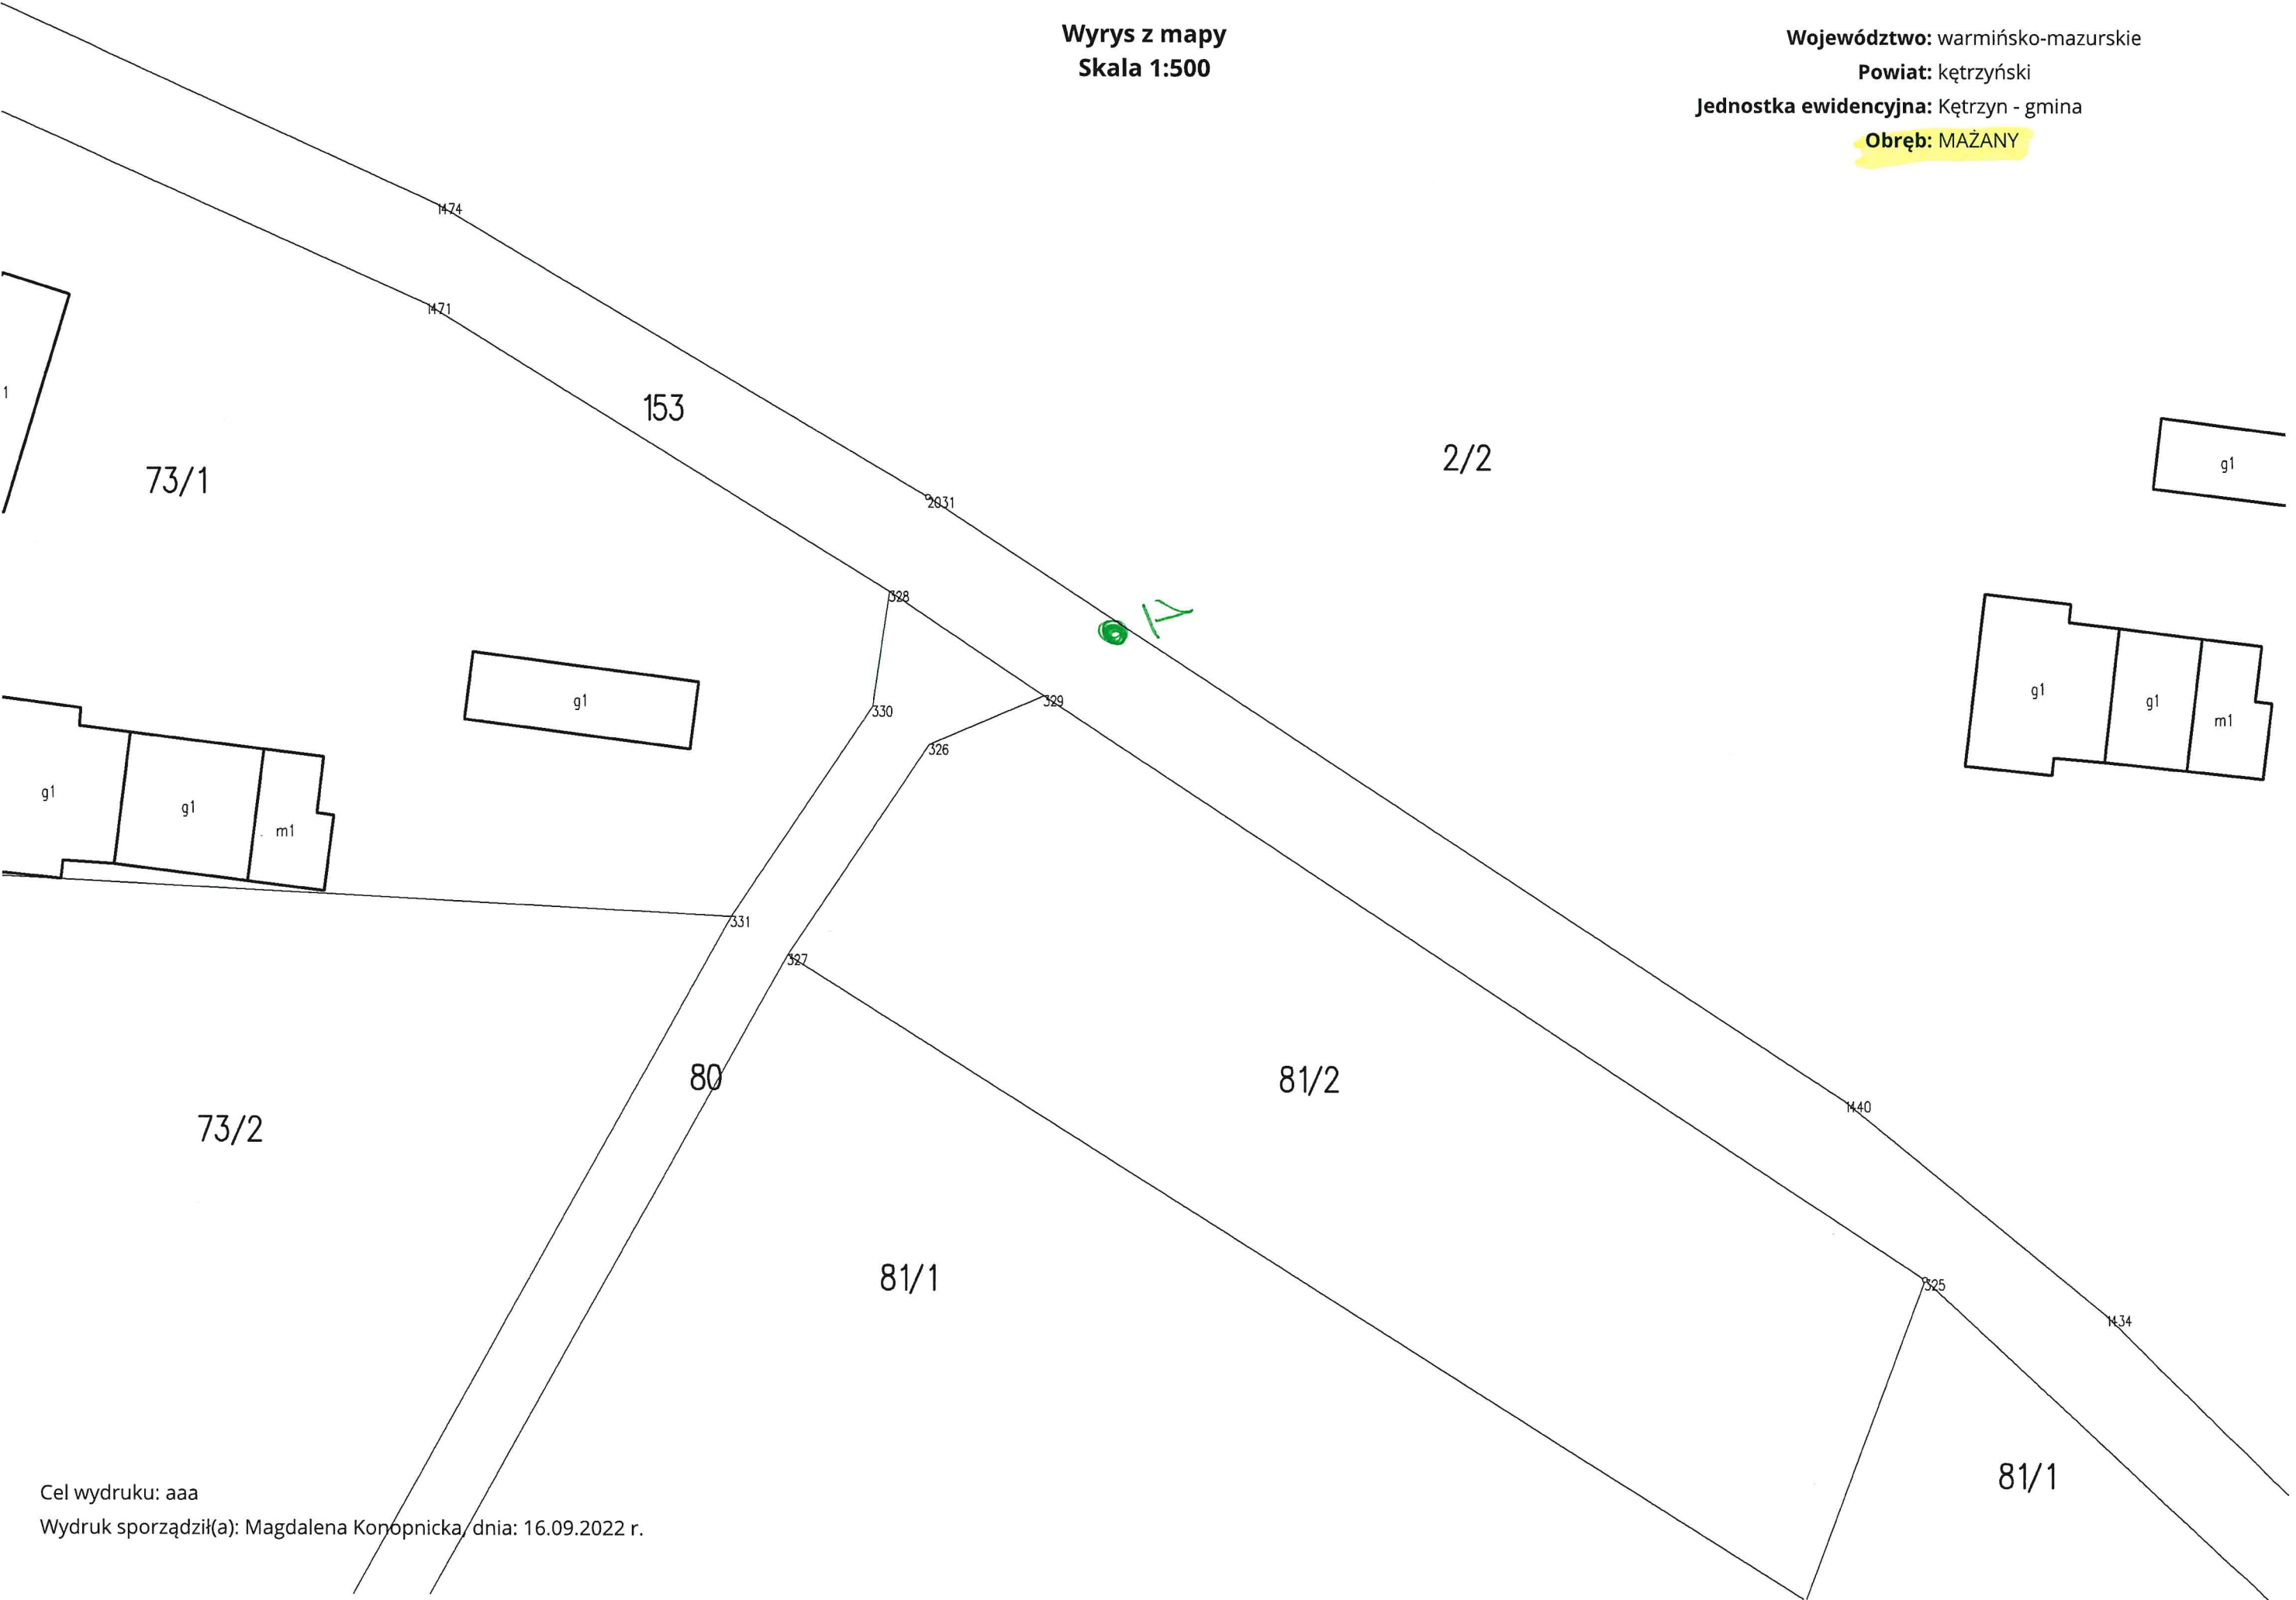 Wyrys z mapy
Skala 1:500
Województwo: warmińsko-mazurskie
Powiat: kętrzyński
Jednostka ewidencyjna: Kętrzyn - gmina
Obręb: MAŻANY
1474
1471
1
153
73/1
2/2
g1
2031
328
329
330
326
g1
g1
g1
m1
g1
g1
m1
331
327
80
81/2
73/2
1440
81/1
325
1434
81/1
Cel wydruku: aaa
Wydruk sporządził(a): Magdalena Konopnicka, dnia: 16.09.2022 r.